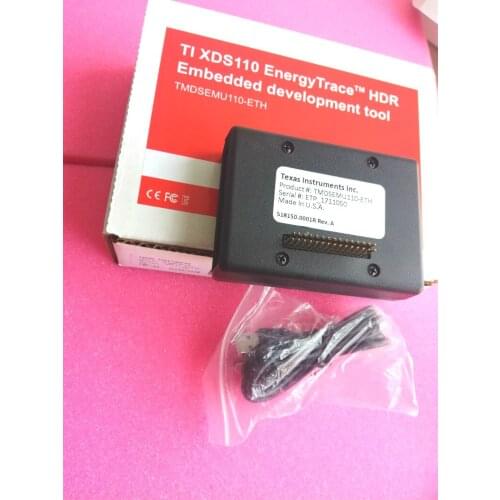 TI XDS110 EnergyTrace™ HDR
Embedded development tool
TMDSEMU110-ETH
CE FC
Texas Instruments Inc.
Product #: TMDSEMU110-ETH
Serial #: ETP_1711050
Made in U.S.A.
518150.0001R Rev. A